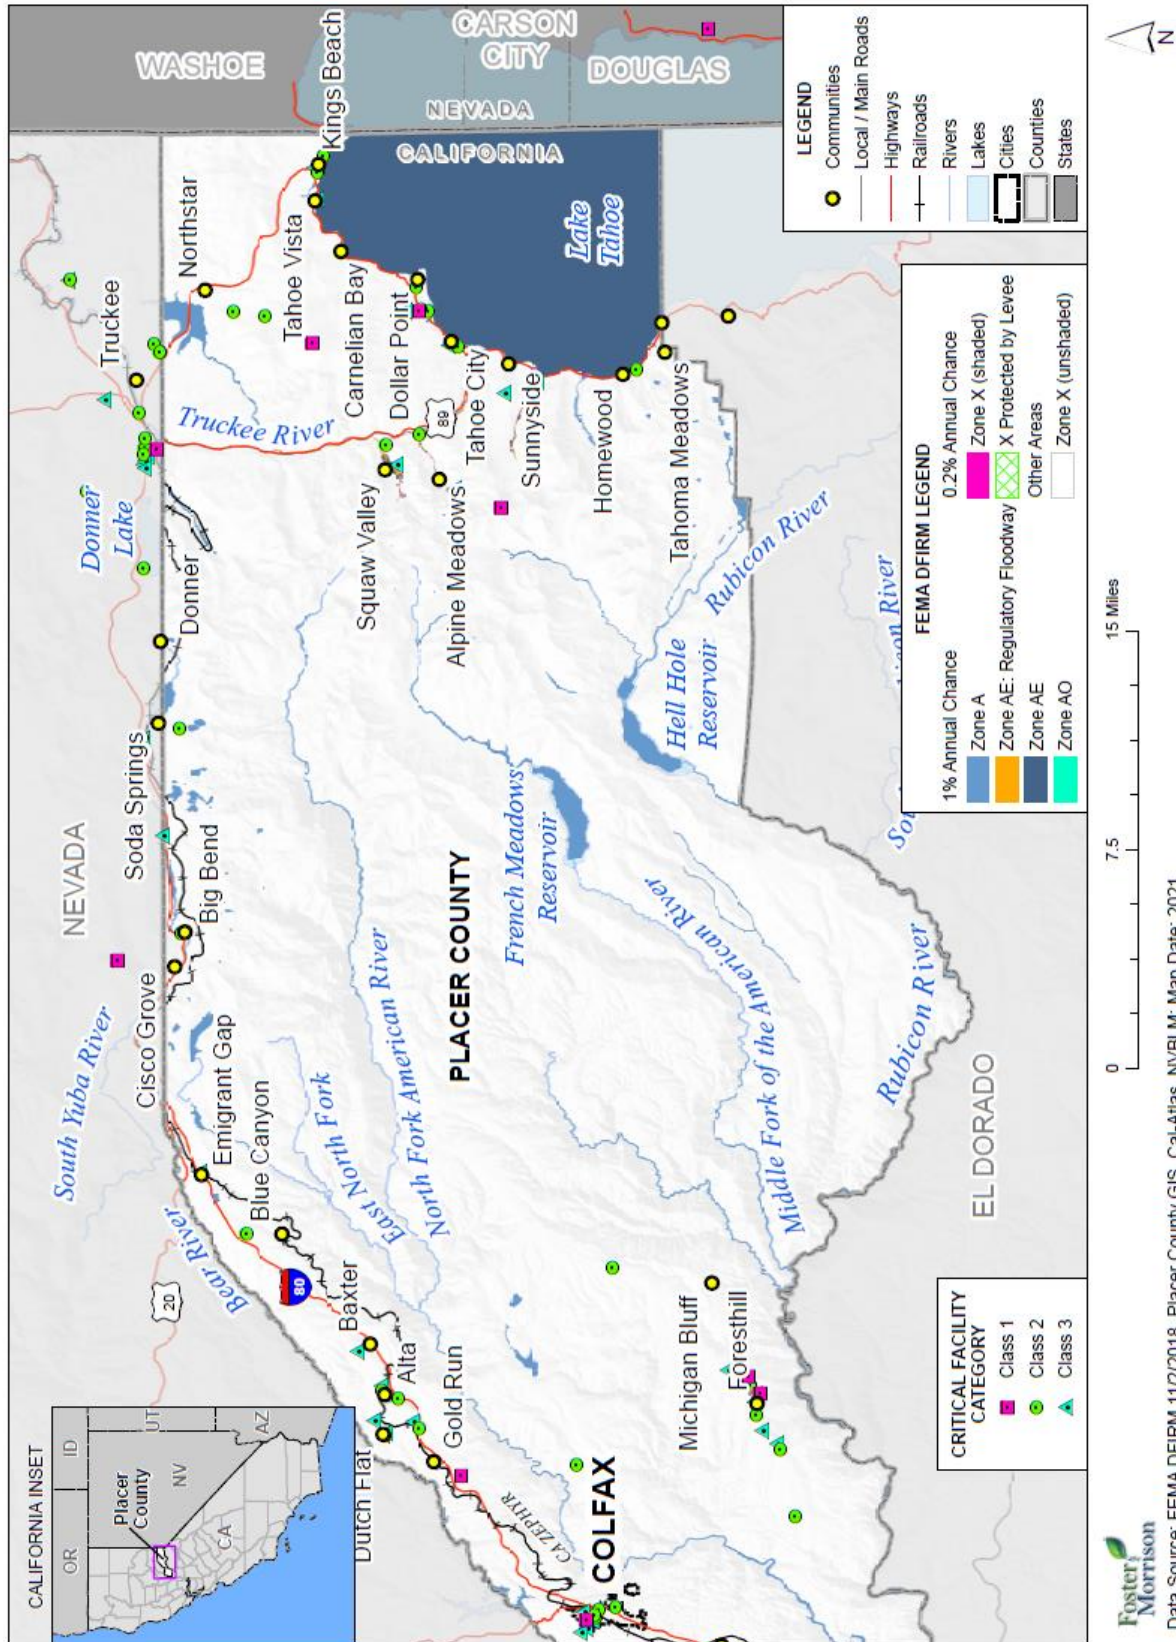 CALIFORNIA INSET
OR
ID
UT
NV
AZ
CA
Placer
County
NEVADA
WASHOE
CARSON
CITY
DOUGLAS
NEVADA
CALIFORNIA
EL DORADO
PLACER COUNTY
South Yuba River
Bear River
20
80
Donner
Lake
Truckee
Northstar
Kings Beach
Tahoe Vista
Carnelian Bay
Dollar Point
Tahoe City
Sunnyside
Homewood
Tahoma Meadows
Lake
Tahoe
Truckee River
89
Squaw Valley
Alpine Meadows
Donner
Soda Springs
Big Bend
Cisco Grove
Emigrant Gap
Blue Canyon
Baxter
Alta
Dutch Flat
Gold Run
CA ZEPHYR
COLFAX
East North Fork
North Fork American River
French Meadows
Reservoir
Hell Hole
Reservoir
Rubicon River
Middle Fork of the American River
Rubicon River
Michigan Bluff
Foresthill
LEGEND
Communities
Local / Main Roads
Highways
Railroads
Rivers
Lakes
Cities
Counties
States
FEMA DFIRM LEGEND
1% Annual Chance
Zone A
Zone AE: Regulatory Floodway
Zone AE
Zone AO
0.2% Annual Chance
Zone X (shaded)
X Protected by Levee
Other Areas
Zone X (unshaded)
CRITICAL FACILITY
CATEGORY
Class 1
Class 2
Class 3
0
7.5
15 Miles
N
Foster
Morrison
Data Source: FEMA DFIRM 11/2/2018, Placer County GIS, Cal-Atlas, NVBLM; Map Date: 2021.